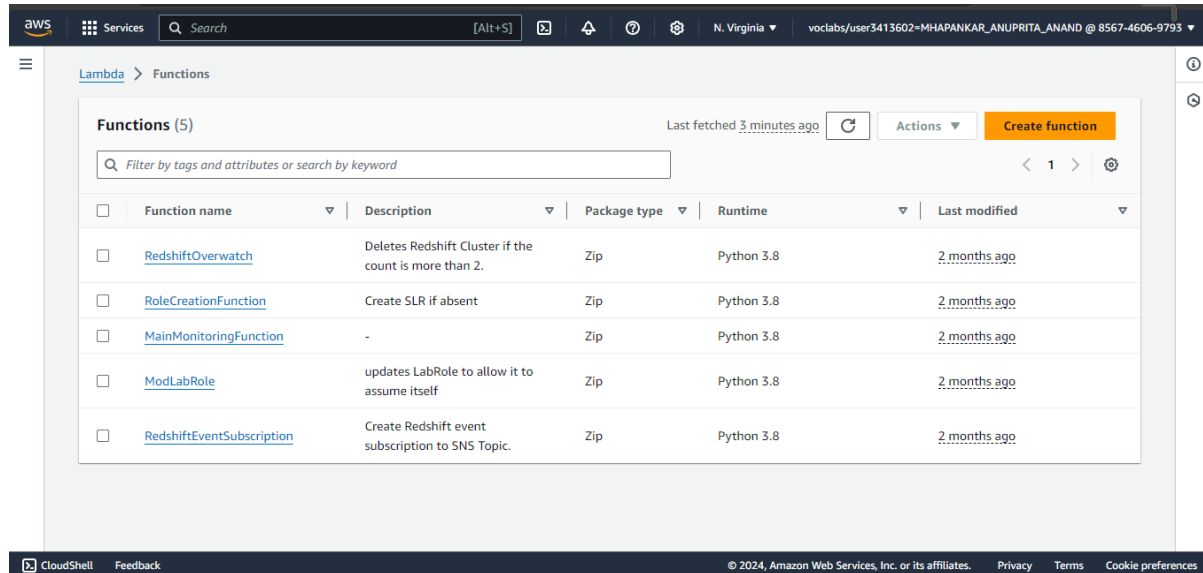 aws
Services
Search [Alt+S]
N. Virginia
voclabs/user3413602=MHAPANKAR_ANUPRITA_ANAND @ 8567-4606-9793
Lambda > Functions
Functions (5)
Last fetched 3 minutes ago
Actions
Create function
Filter by tags and attributes or search by keyword
1
Function name Description Package type Runtime Last modified
RedshiftOverwatch Deletes Redshift Cluster if the
count is more than 2. Zip Python 3.8 2 months ago
RoleCreationFunction Create SLR if absent Zip Python 3.8 2 months ago
MainMonitoringFunction - Zip Python 3.8 2 months ago
ModLabRole updates LabRole to allow it to
assume itself Zip Python 3.8 2 months ago
RedshiftEventSubscription Create Redshift event
subscription to SNS Topic. Zip Python 3.8 2 months ago
CloudShell Feedback © 2024, Amazon Web Services, Inc. or its affiliates. Privacy Terms Cookie preferences